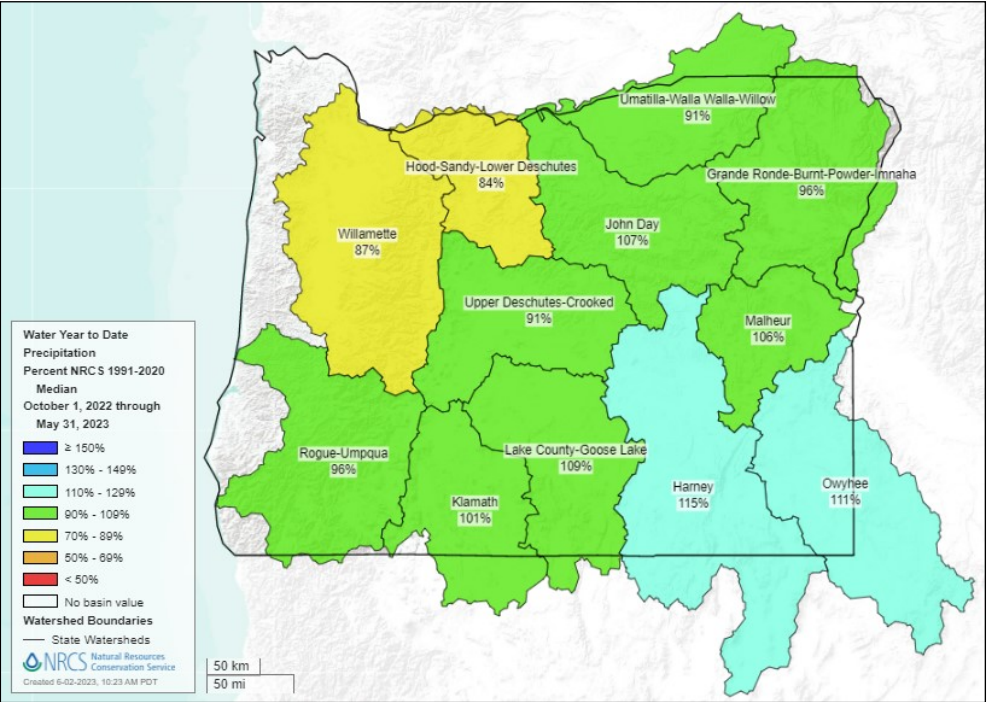 Umatilla-Walla Walla-Willow
91%
Hood-Sandy-Lower Deschutes
84%
Grande Ronde-Burnt-Powder-Imnaha
96%
Willamette
87%
John Day
107%
Upper Deschutes-Crooked
91%
Malheur
106%
Rogue-Umpqua
96%
Lake County-Goose Lake
109%
Klamath
101%
Harney
115%
Owyhee
111%
Water Year to Date
Precipitation
Percent NRCS 1991-2020
Median
October 1, 2022 through
May 31, 2023
≥ 150%
130% - 149%
110% - 129%
90% - 109%
70% - 89%
50% - 69%
< 50%
No basin value
Watershed Boundaries
State Watersheds
NRCS Natural Resources
Conservation Service
Created 6-02-2023, 10:23 AM PDT
50 km
50 mi